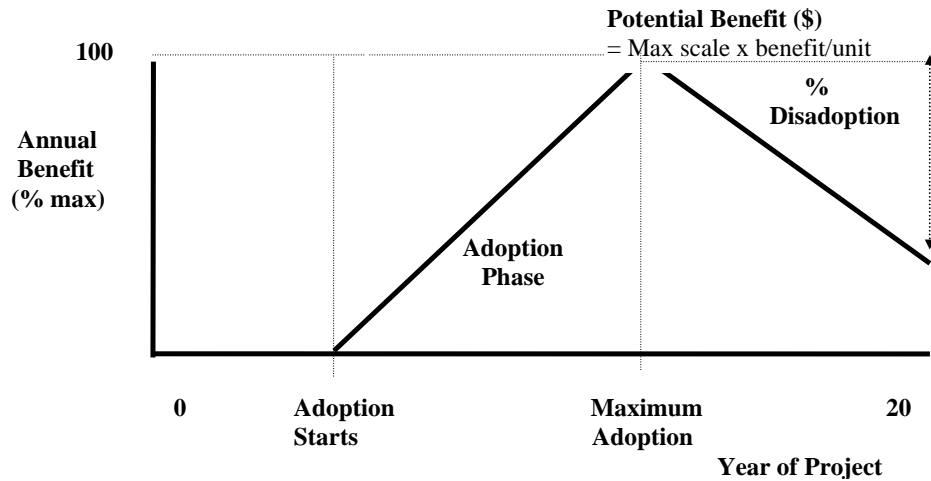 Potential Benefit ($)
= Max scale x benefit/unit
100
%
Disadoption
Annual
Benefit
(% max)
Adoption
Phase
0
Adoption
Starts
Maximum
Adoption
20
Year of Project